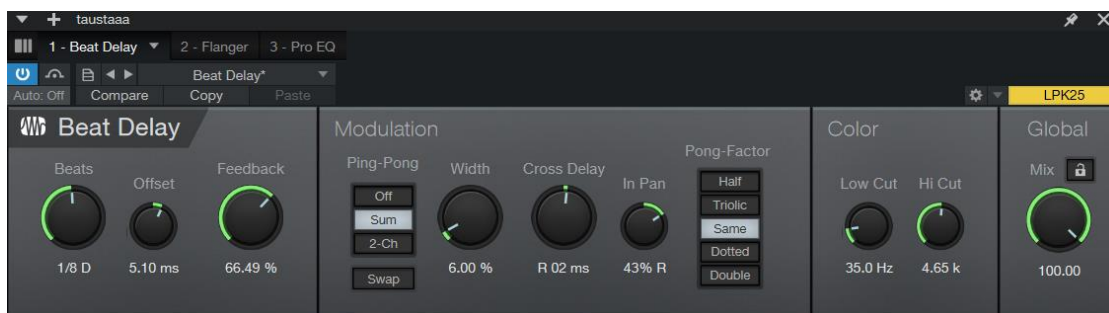 taustaaa
1 - Beat Delay 2 - Flanger 3 - Pro EQ
Beat Delay*
Auto: Off Compare Copy Paste
LPK25
Beat Delay
Beats
Offset
Feedback
1/8 D
5.10 ms
66.49 %
Modulation
Ping-Pong
Off
Sum
2-Ch
Swap
Width
6.00 %
Cross Delay
R 02 ms
In Pan
43% R
Pong-Factor
Half
Triolic
Same
Dotted
Double
Color
Low Cut
35.0 Hz
Hi Cut
4.65 k
Global
Mix
100.00